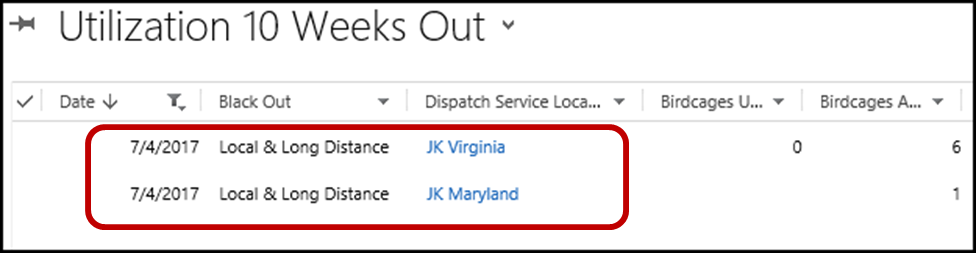 Utilization 10 Weeks Out
Date Black Out Dispatch Service Loca... Birdcages U... Birdcages A...
7/4/2017 Local & Long Distance JK Virginia 0 6
7/4/2017 Local & Long Distance JK Maryland 1